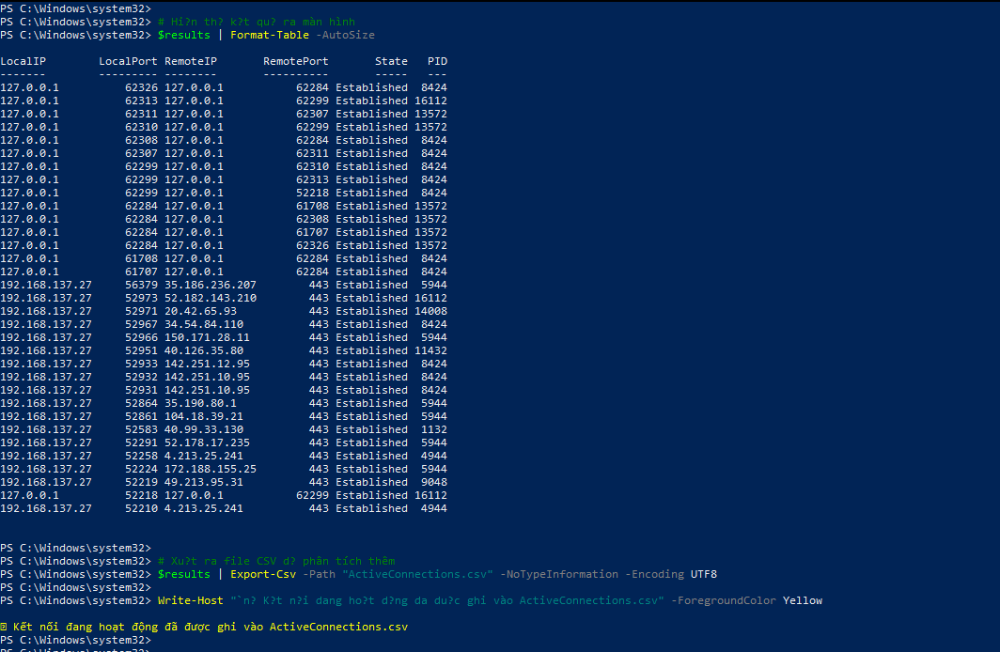 PS C:\Windows\system32>
PS C:\Windows\system32> # Hi?n th? k?t qu? ra màn hình
PS C:\Windows\system32> $results | Format-Table -AutoSize
LocalIP LocalPort RemoteIP RemotePort State PID
------- --------- -------- ---------- ----- ---
127.0.0.1 62326 127.0.0.1 62284 Established 8424
127.0.0.1 62313 127.0.0.1 62299 Established 16112
127.0.0.1 62311 127.0.0.1 62307 Established 13572
127.0.0.1 62310 127.0.0.1 62299 Established 13572
127.0.0.1 62308 127.0.0.1 62284 Established 8424
127.0.0.1 62307 127.0.0.1 62311 Established 8424
127.0.0.1 62299 127.0.0.1 62310 Established 8424
127.0.0.1 62299 127.0.0.1 62313 Established 8424
127.0.0.1 62299 127.0.0.1 52218 Established 8424
127.0.0.1 62284 127.0.0.1 61708 Established 13572
127.0.0.1 62284 127.0.0.1 62308 Established 13572
127.0.0.1 62284 127.0.0.1 61707 Established 13572
127.0.0.1 62284 127.0.0.1 62326 Established 13572
127.0.0.1 61708 127.0.0.1 62284 Established 8424
127.0.0.1 61707 127.0.0.1 62284 Established 8424
192.168.137.27 56379 35.186.236.207 443 Established 5944
192.168.137.27 52973 52.182.143.210 443 Established 16112
192.168.137.27 52971 20.42.65.93 443 Established 14008
192.168.137.27 52967 34.54.84.110 443 Established 8424
192.168.137.27 52966 150.171.28.11 443 Established 5944
192.168.137.27 52951 40.126.35.80 443 Established 11432
192.168.137.27 52933 142.251.12.95 443 Established 8424
192.168.137.27 52932 142.251.10.95 443 Established 8424
192.168.137.27 52931 142.251.10.95 443 Established 8424
192.168.137.27 52864 35.190.80.1 443 Established 5944
192.168.137.27 52861 104.18.39.21 443 Established 5944
192.168.137.27 52583 40.99.33.130 443 Established 1132
192.168.137.27 52291 52.178.17.235 443 Established 5944
192.168.137.27 52258 4.213.25.241 443 Established 4944
192.168.137.27 52224 172.188.155.25 443 Established 5944
192.168.137.27 52219 49.213.95.31 443 Established 9048
127.0.0.1 52218 127.0.0.1 62299 Established 16112
192.168.137.27 52210 4.213.25.241 443 Established 4944
PS C:\Windows\system32>
PS C:\Windows\system32> # Xu?t ra file CSV d? phân tích thêm
PS C:\Windows\system32> $results | Export-Csv -Path "ActiveConnections.csv" -NoTypeInformation -Encoding UTF8
PS C:\Windows\system32>
PS C:\Windows\system32> Write-Host "`n? K?t n?i dang ho?t d?ng da du?c ghi vào ActiveConnections.csv" -ForegroundColor Yellow
Kết nối đang hoạt động đã được ghi vào ActiveConnections.csv
PS C:\Windows\system32>
PS C:\Windows\system32>